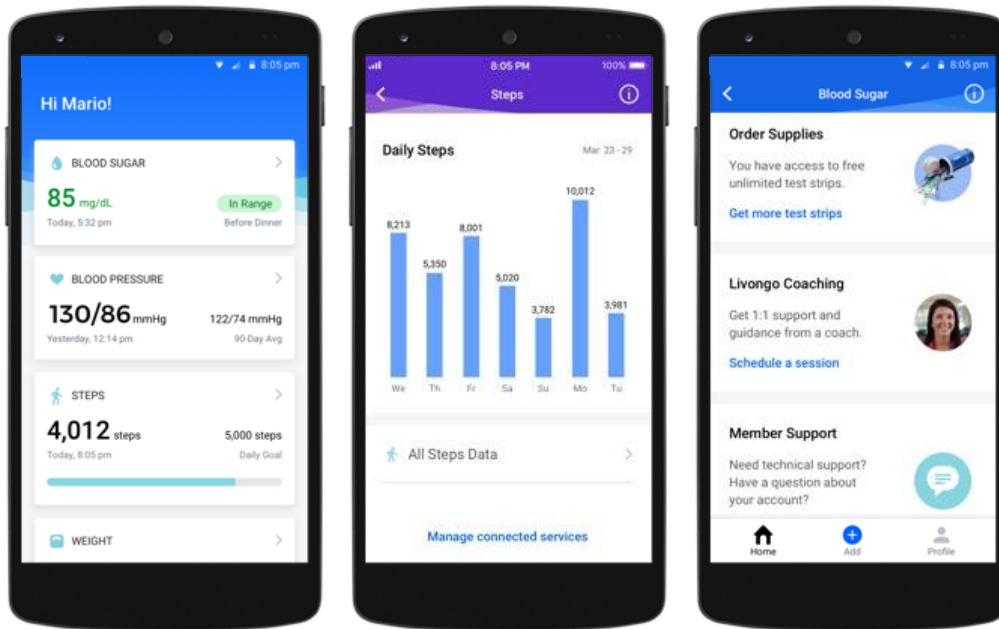 8:05 pm
Hi Mario!
BLOOD SUGAR
85 mg/dL
In Range
Today, 5:32 pm
Before Dinner
BLOOD PRESSURE
130/86 mmHg
122/74 mmHg
Yesterday, 12:14 pm
90-Day Avg
STEPS
4,012 steps
5,000 steps
Today, 8:05 pm
Daily Goal
WEIGHT
8:05 PM
100%
Steps
Daily Steps
Mar 23 - 29
10,012
8,213
8,001
5,350
5,020
3,782
3,981
We Th Fr Sa Su Mo Tu
All Steps Data
Manage connected services
8:05 pm
Blood Sugar
Order Supplies
You have access to free
unlimited test strips.
Get more test strips
Livongo Coaching
Get 1:1 support and
guidance from a coach.
Schedule a session
Member Support
Need technical support?
Have a question about
your account?
Home
Add
Profile